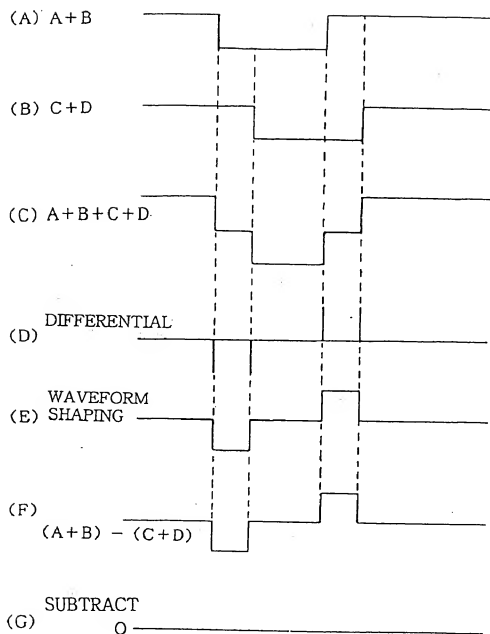 (A) A+B
(B) C+D
(C) A+B+C+D
DIFFERENTIAL
(D)
WAVEFORM
(E) SHAPING
(F)
(A+B) - (C+D)
SUBTRACT
(G) O